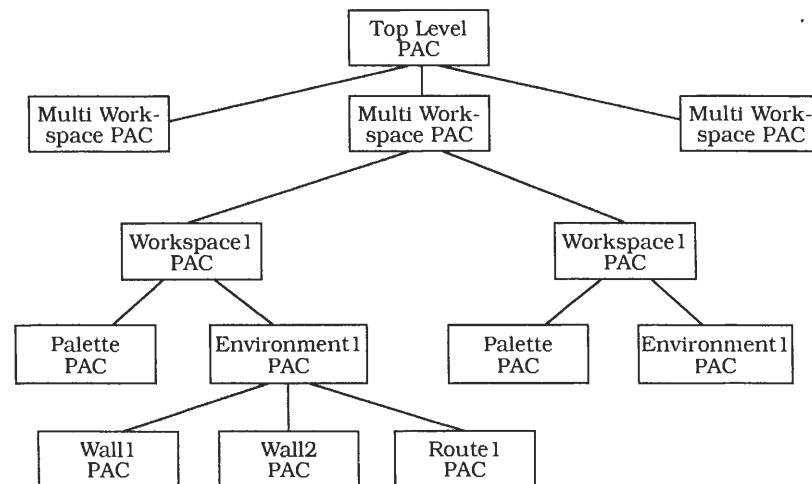 Top Level
PAC
Multi Work-
space PAC
Multi Work-
space PAC
Multi Work-
space PAC
Workspace1
PAC
Workspace1
PAC
Palette
PAC
Environment1
PAC
Palette
PAC
Environment1
PAC
Wall1
PAC
Wall2
PAC
Route1
PAC